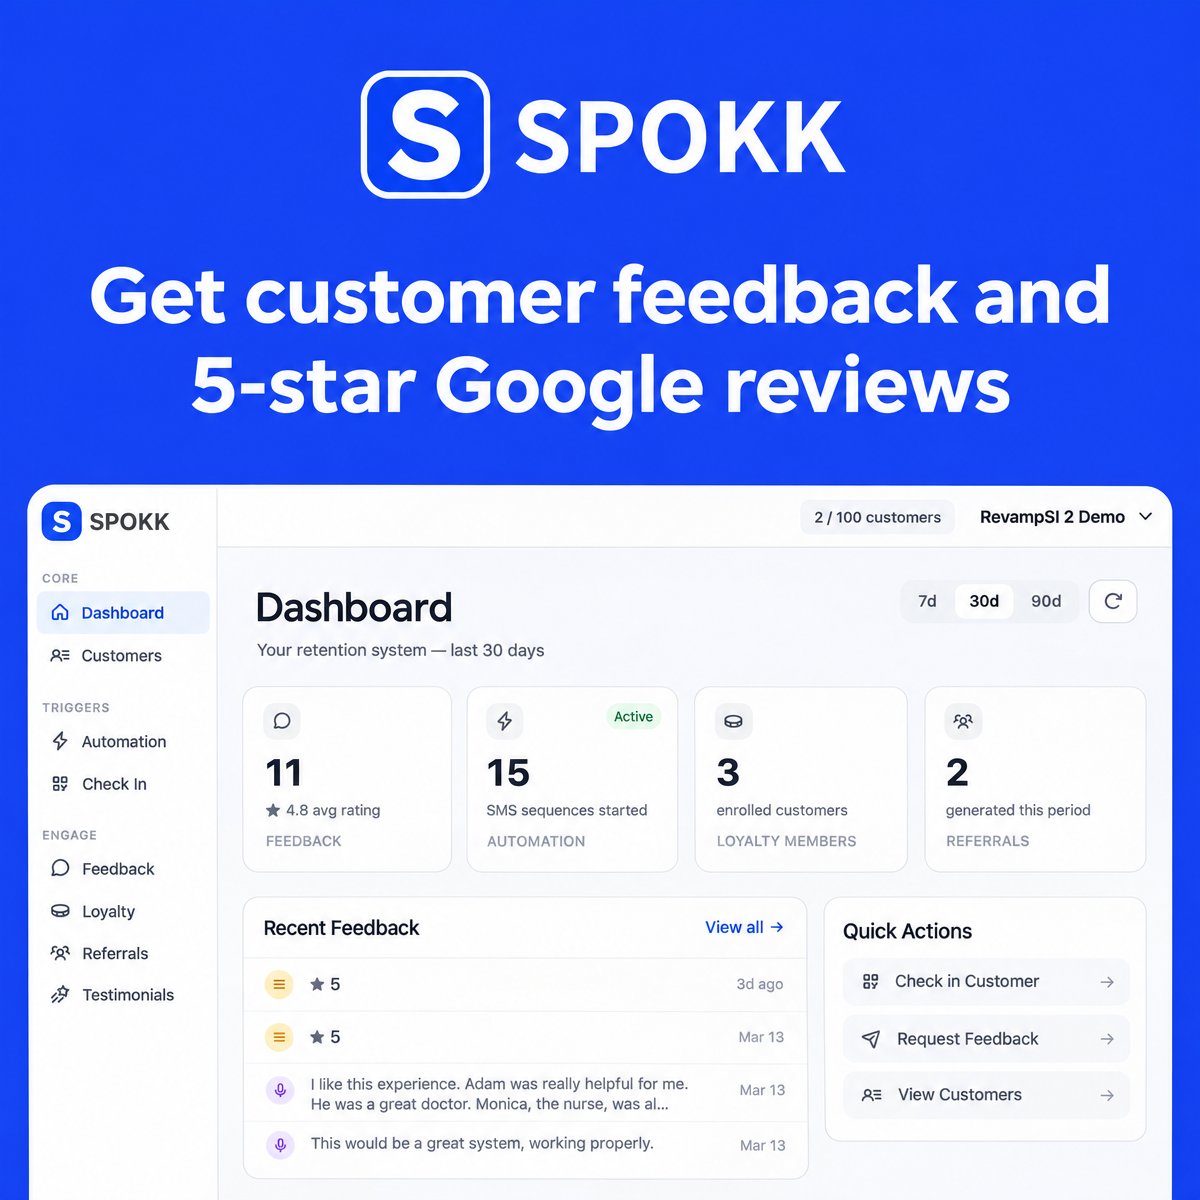 S SPOKK
Get customer feedback and
5-star Google reviews
S SPOKK
2 / 100 customers
RevampSI 2 Demo
CORE
Dashboard
Customers
TRIGGERS
Automation
Check In
ENGAGE
Feedback
Loyalty
Referrals
Testimonials
Dashboard
Your retention system — last 30 days
7d 30d 90d
11
4.8 avg rating
FEEDBACK
Active
15
SMS sequences started
AUTOMATION
3
enrolled customers
LOYALTY MEMBERS
2
generated this period
REFERRALS
Recent Feedback
View all →
5
3d ago
5
Mar 13
I like this experience. Adam was really helpful for me.
He was a great doctor. Monica, the nurse, was al...
Mar 13
This would be a great system, working properly.
Mar 13
Quick Actions
Check in Customer →
Request Feedback →
View Customers →